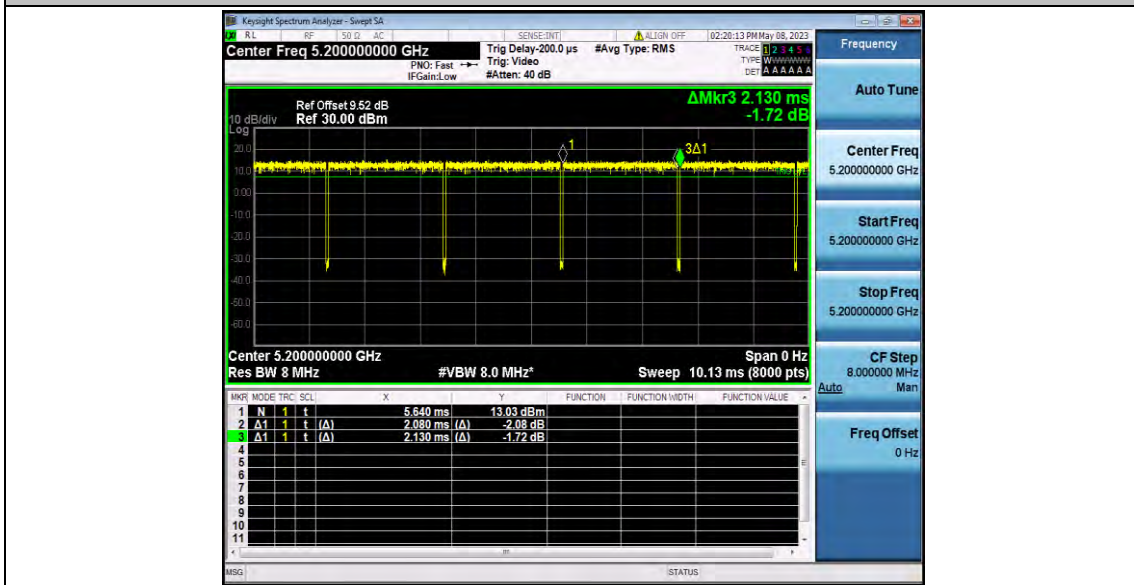 Keysight Spectrum Analyzer - Swept SA
RL RF 50 Ω AC SENSE:INT ALIGN OFF 02:20:13 PM May 08, 2023
Center Freq 5.200000000 GHz
PNO: Fast
IFGain:Low
Trig Delay-200.0 µs
Trig: Video
#Atten: 40 dB
#Avg Type: RMS
TRACE 1 2 3 4 5 6
TYPE WWWWWWW
DET A A A A A A
Frequency
Auto Tune
Center Freq
5.200000000 GHz
Start Freq
5.200000000 GHz
Stop Freq
5.200000000 GHz
CF Step
8.000000 MHz
Auto Man
Freq Offset
0 Hz
ΔMkr3 2.130 ms
-1.72 dB
Ref Offset 9.52 dB
10 dB/div Ref 30.00 dBm
Log
20.0
10.0
0.00
-10.0
-20.0
-30.0
-40.0
-50.0
-60.0
1
3Δ1
Center 5.200000000 GHz Span 0 Hz
Res BW 8 MHz #VBW 8.0 MHz* Sweep 10.13 ms (8000 pts)
MKR MODE TRC SCL X Y FUNCTION FUNCTION WIDTH FUNCTION VALUE
1 N 1 t 5.640 ms 13.03 dBm
2 Δ1 1 t (Δ) 2.080 ms (Δ) -2.08 dB
3 Δ1 1 t (Δ) 2.130 ms (Δ) -1.72 dB
4
5
6
7
8
9
10
11
MSG STATUS